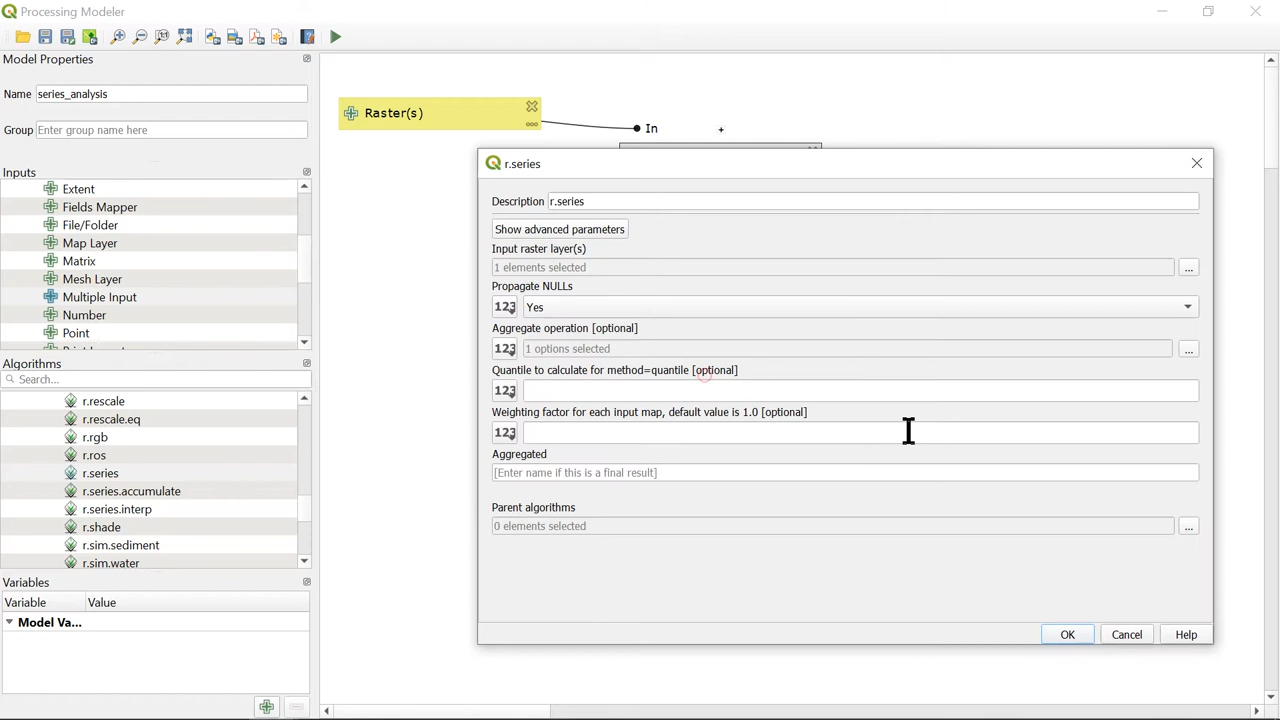 Processing Modeler
Model Properties
Name series_analysis
Group Enter group name here
Inputs
Extent
Fields Mapper
File/Folder
Map Layer
Matrix
Mesh Layer
Multiple Input
Number
Point
Algorithms
Search...
r.rescale
r.rescale.eq
r.rgb
r.ros
r.series
r.series.accumulate
r.series.interp
r.shade
r.sim.sediment
r.sim.water
Variables
Variable Value
Model Va...
Raster(s)
In
+
r.series
Description r.series
Show advanced parameters
Input raster layer(s)
1 elements selected ...
Propagate NULLs
123 Yes
Aggregate operation [optional]
123 1 options selected ...
Quantile to calculate for method=quantile [optional]
123
Weighting factor for each input map, default value is 1.0 [optional]
123
Aggregated
[Enter name if this is a final result]
Parent algorithms
0 elements selected ...
OK Cancel Help